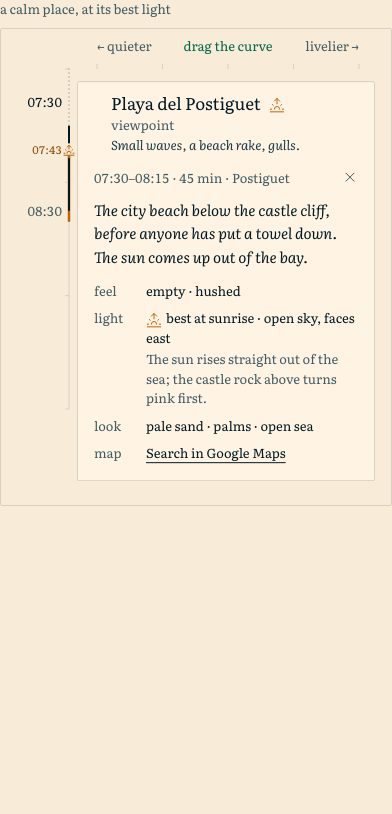 a calm place, at its best light
← quieter drag the curve livelier →
07:30
Playa del Postiguet
viewpoint
Small waves, a beach rake, gulls.
07:43
07:30–08:15 · 45 min · Postiguet
08:30
The city beach below the castle cliff,
before anyone has put a towel down.
The sun comes up out of the bay.
feel empty · hushed
light best at sunrise · open sky, faces
east
The sun rises straight out of the
sea; the castle rock above turns
pink first.
look pale sand · palms · open sea
map Search in Google Maps